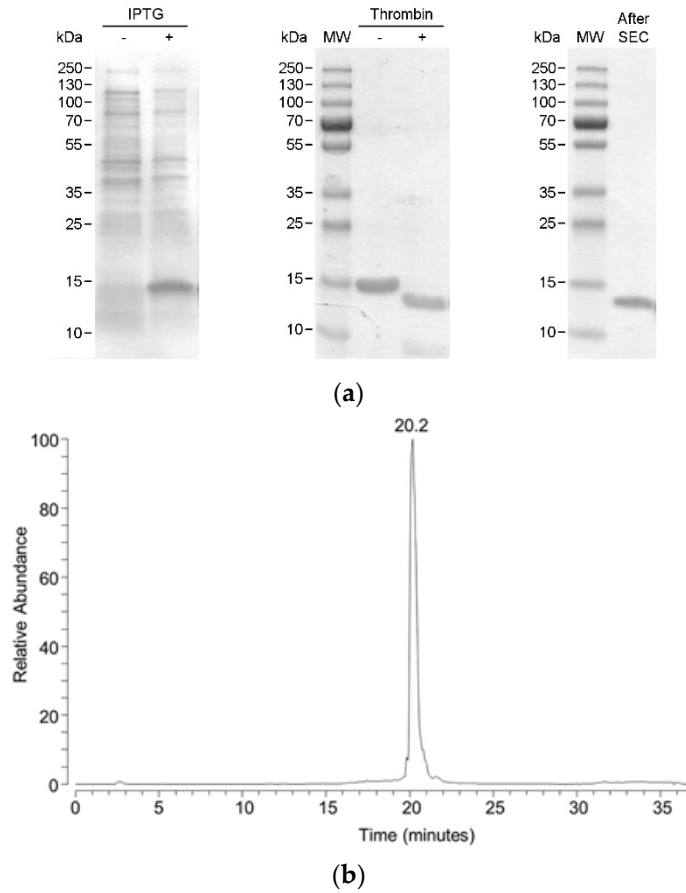 IPTG
kDa - +
250
130
100
70
55
35
25
15
10
Thrombin
kDa MW - +
250
130
100
70
55
35
25
15
10
After
SEC
kDa MW
250
130
100
70
55
35
25
15
10
(a)
20.2
100
80
60
40
20
0
Relative Abundance
0 5 10 15 20 25 30 35
Time (minutes)
(b)